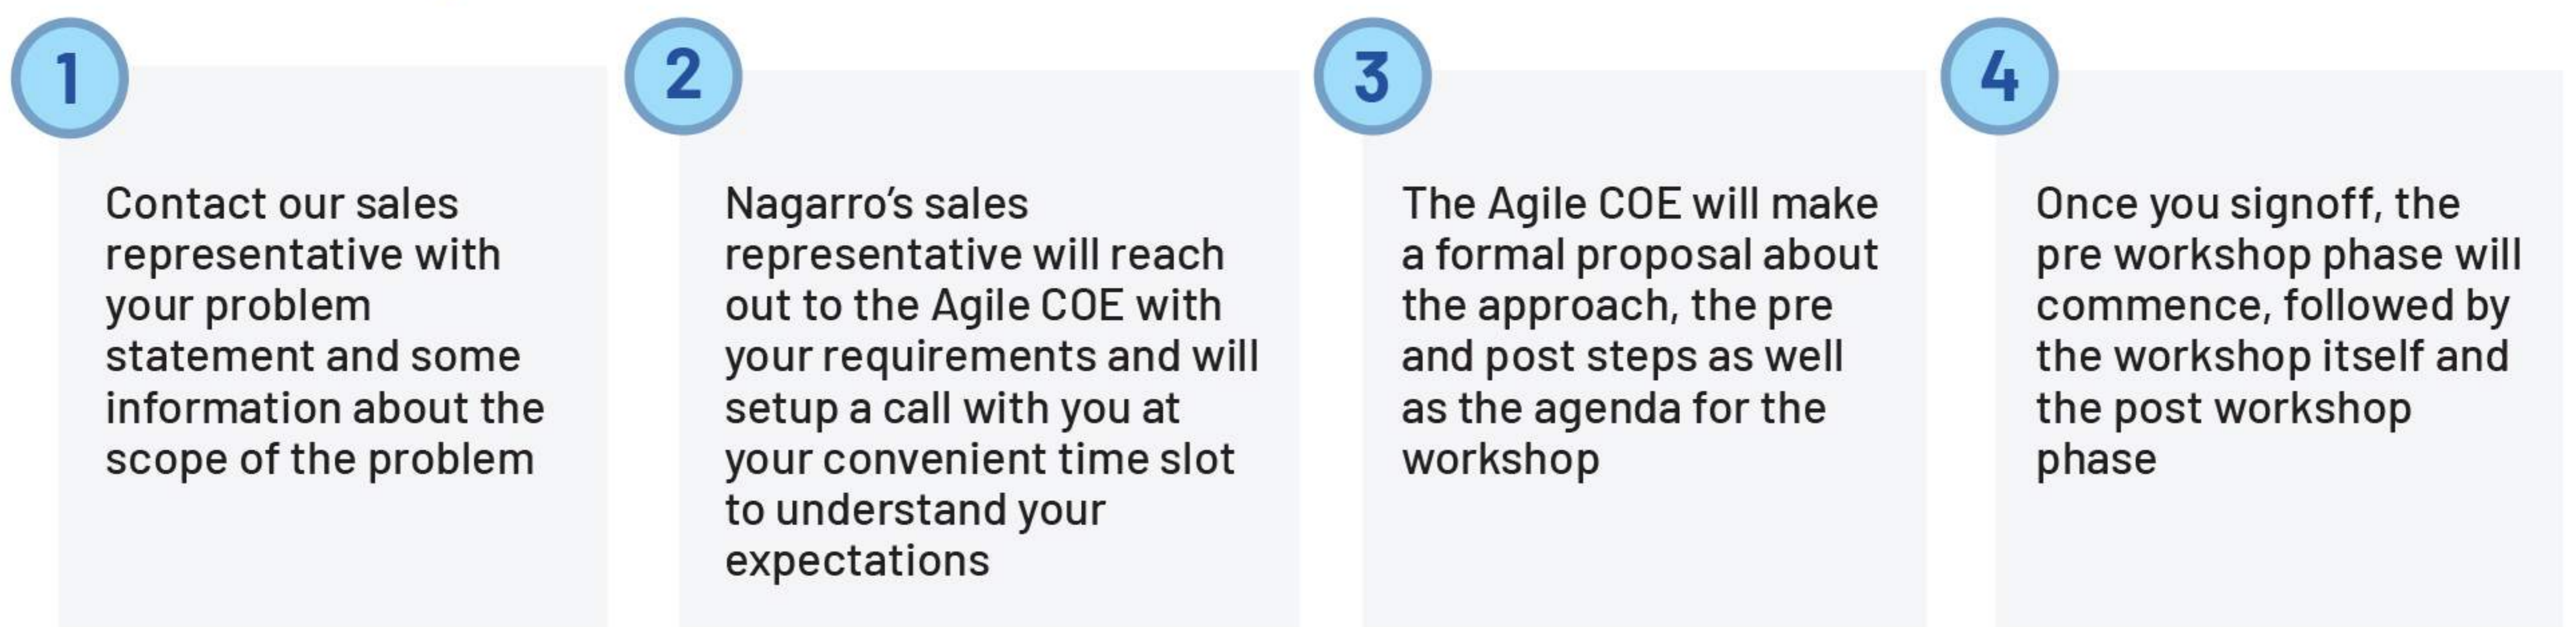 1
Contact our sales
representative with
your problem
statement and some
information about the
scope of the problem
2
Nagarro’s sales
representative will reach
out to the Agile COE with
your requirements and will
setup a call with you at
your convenient time slot
to understand your
expectations
3
The Agile COE will make
a formal proposal about
the approach, the pre
and post steps as well
as the agenda for the
workshop
4
Once you signoff, the
pre workshop phase will
commence, followed by
the workshop itself and
the post workshop
phase